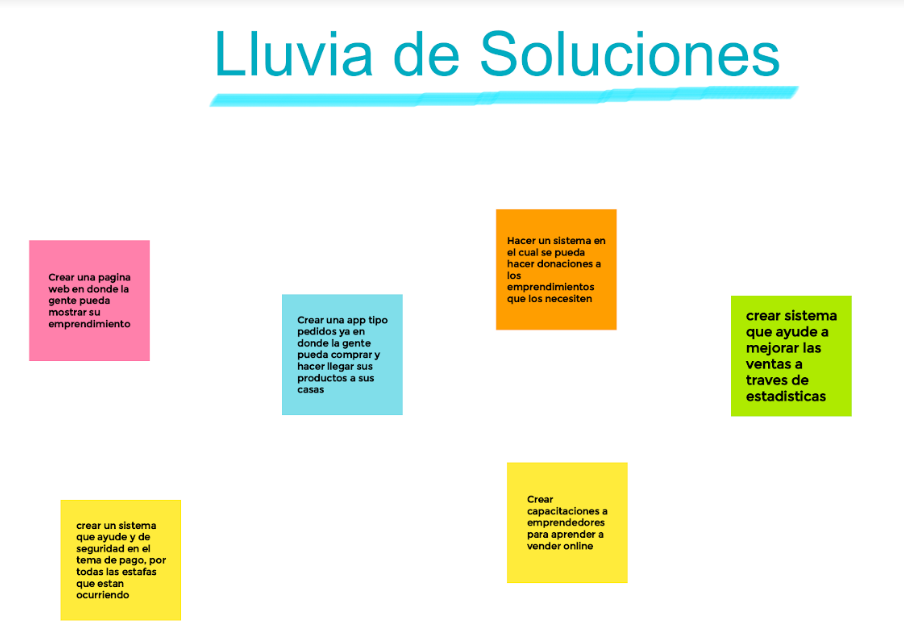 Lluvia de Soluciones
Crear una pagina
web en donde la
gente pueda
mostrar su
emprendimiento
Crear una app tipo
pedidos ya en
donde la gente
pueda comprar y
hacer llegar sus
productos a sus
casas
Hacer un sistema en
el cual se pueda
hacer donaciones a
los
emprendimientos
que los necesiten
crear sistema
que ayude a
mejorar las
ventas a
traves de
estadisticas
crear un sistema
que ayude y de
seguridad en el
tema de pago, por
todas las estafas
que estan
ocurriendo
Crear
capacitaciones a
emprendedores
para aprender a
vender online